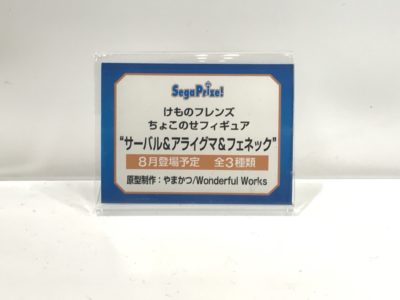 SegaPrize!
けものフレンズ
ちょこのせフィギュア
“サーバル&アライグマ&フェネック”
8月登場予定 全3種類
原型制作：やまかつ/Wonderful Works